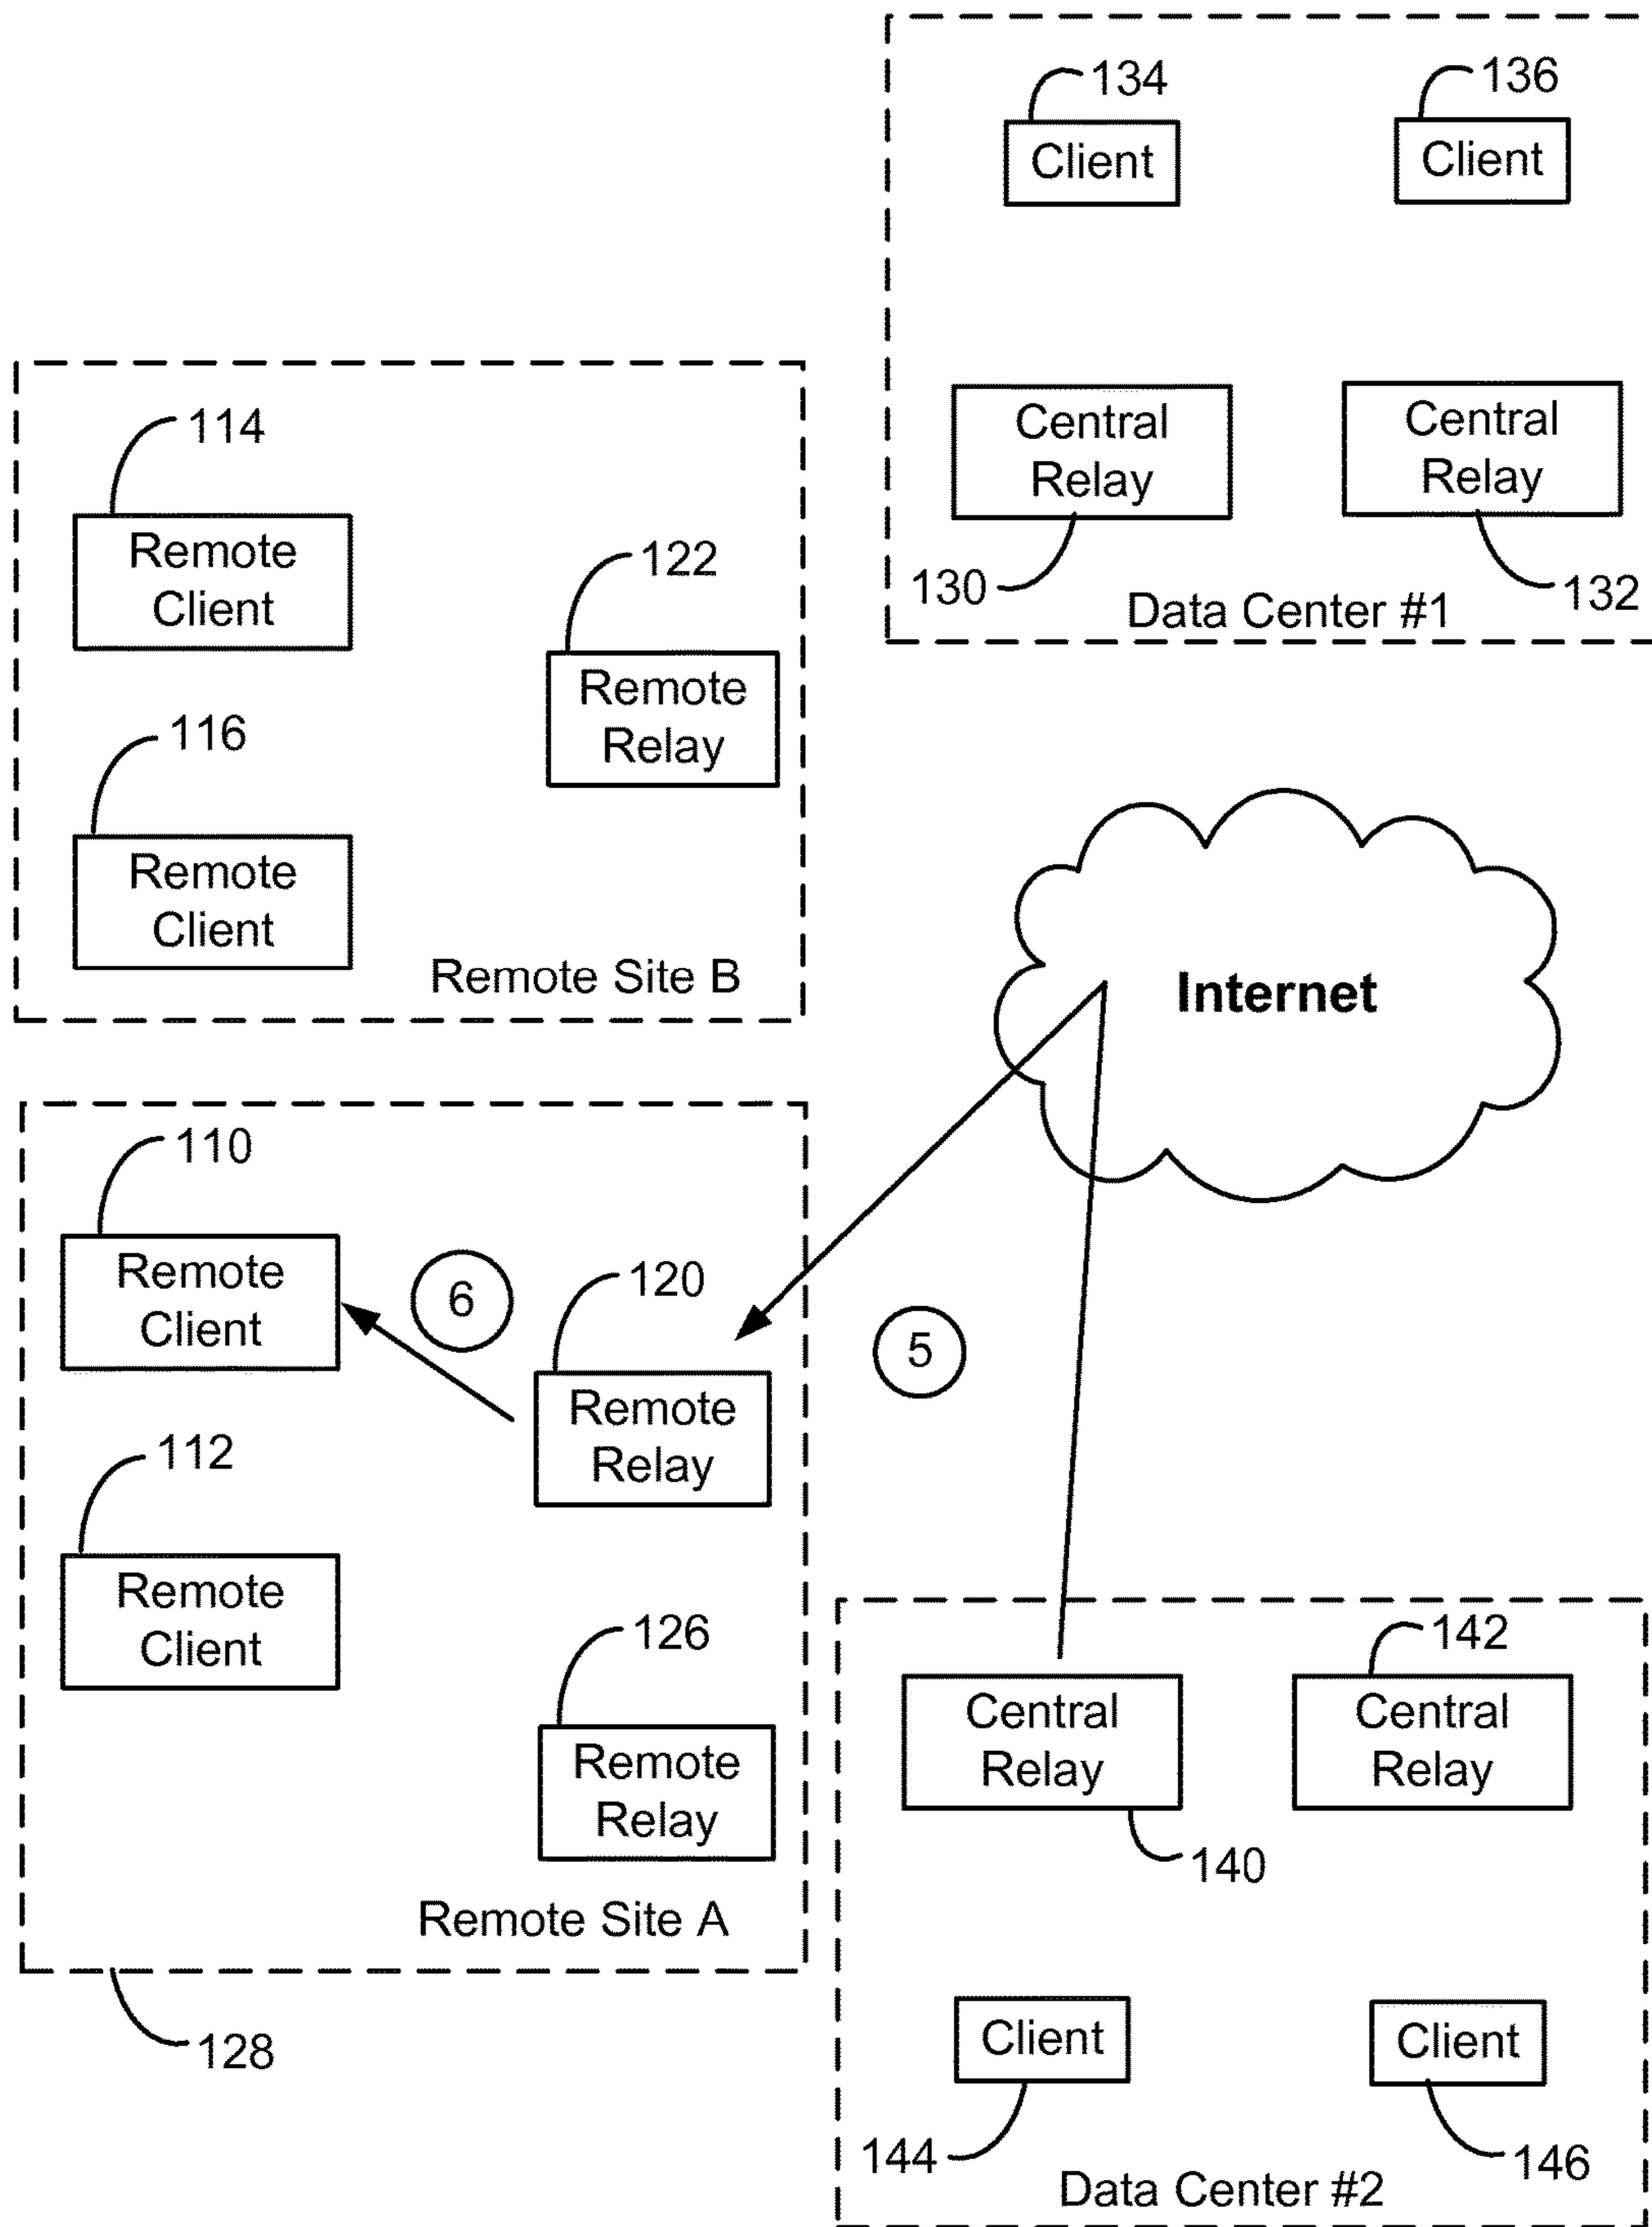 134
136
Client
Client
Central
Relay
Central
Relay
130
132
Data Center #1
114
Remote
Client
122
Remote
Relay
116
Remote
Client
Remote Site B
Internet
110
Remote
Client
6
120
Remote
Relay
5
112
Remote
Client
126
Remote
Relay
Remote Site A
128
142
Central
Relay
Central
Relay
140
Client
Client
144
146
Data Center #2